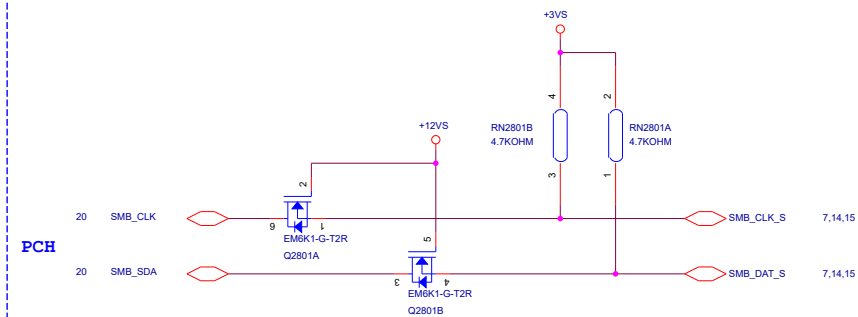 +3VS
4
2
RN2801B
4.7KOHM
RN2801A
4.7KOHM
+12VS
3
1
2
20 SMB_CLK
6
1
SMB_CLK_S 7,14,15
EM6K1-G-T2R
Q2801A
5
PCH
20 SMB_SDA
3
4
SMB_DAT_S 7,14,15
EM6K1-G-T2R
Q2801B